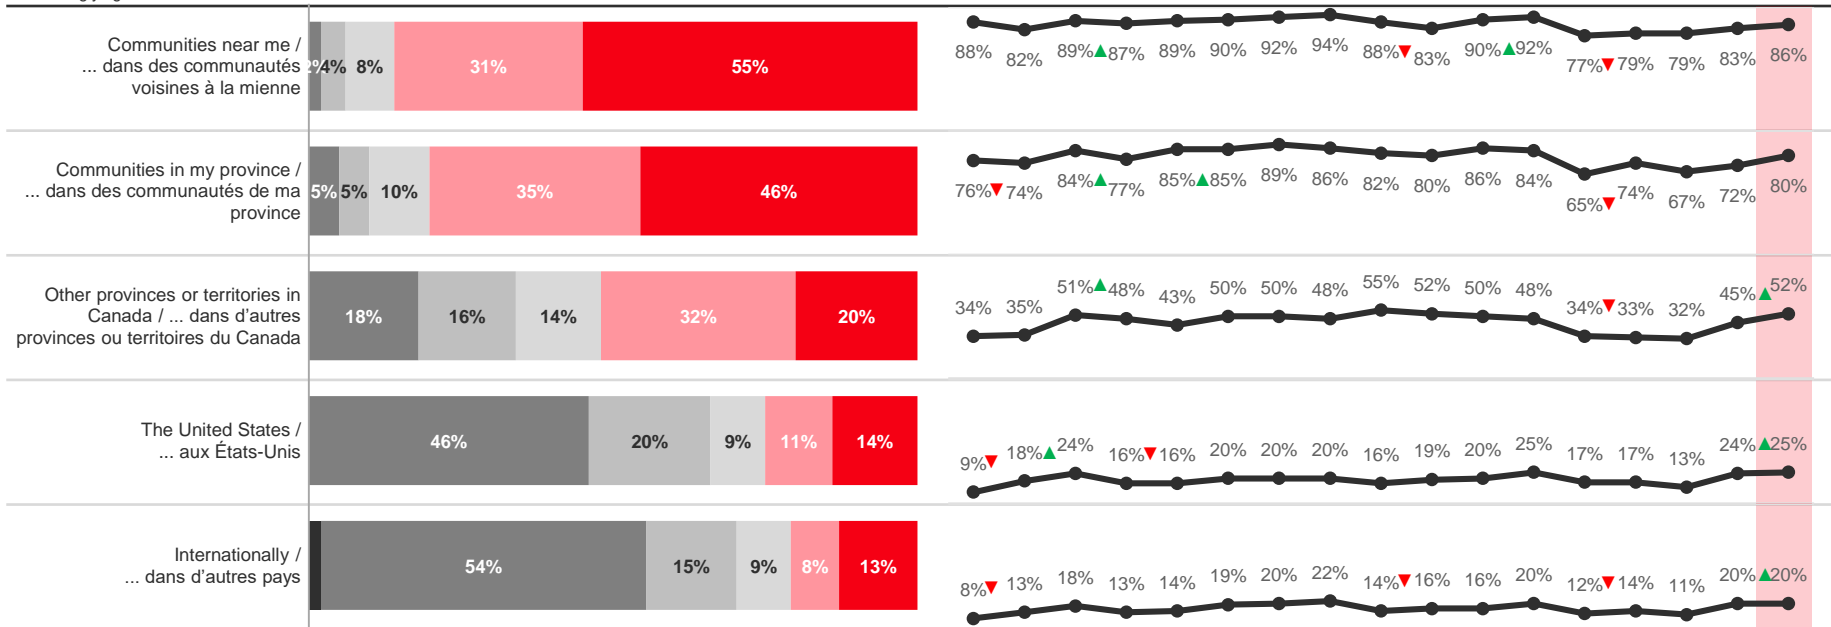 Communities near me /
... dans des communautés
voisines à la mienne
2% 4% 8% 31% 55%
88% 82% 89% 87% 89% 90% 92% 94% 88% 83% 90% 92% 77% 79% 79% 83% 86%
Communities in my province /
... dans des communautés de ma
province
5% 5% 10% 35% 46%
76% 74% 84% 77% 85% 85% 89% 86% 82% 80% 86% 84% 65% 74% 67% 72% 80%
Other provinces or territories in
Canada / ... dans d’autres
provinces ou territoires du Canada
18% 16% 14% 32% 20%
34% 35% 51% 48% 43% 50% 50% 48% 55% 52% 50% 48% 34% 33% 32% 45% 52%
The United States /
... aux États-Unis
46% 20% 9% 11% 14%
9% 18% 24% 16% 16% 20% 20% 20% 16% 19% 20% 25% 17% 17% 13% 24% 25%
Internationally /
... dans d’autres pays
54% 15% 9% 8% 13%
8% 13% 18% 13% 14% 19% 20% 22% 14% 16% 16% 20% 12% 14% 11% 20% 20%